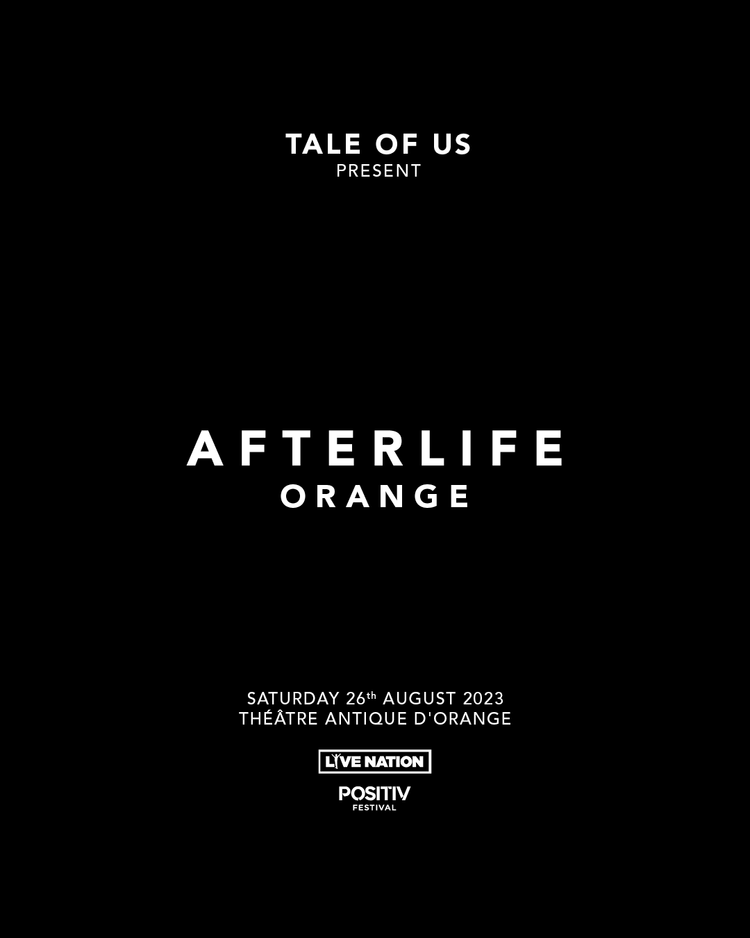 TALE OF US
PRESENT
AFTERLIFE
ORANGE
SATURDAY 26th AUGUST 2023
THÉÂTRE ANTIQUE D'ORANGE
LIVE NATION
POSITIV
FESTIVAL